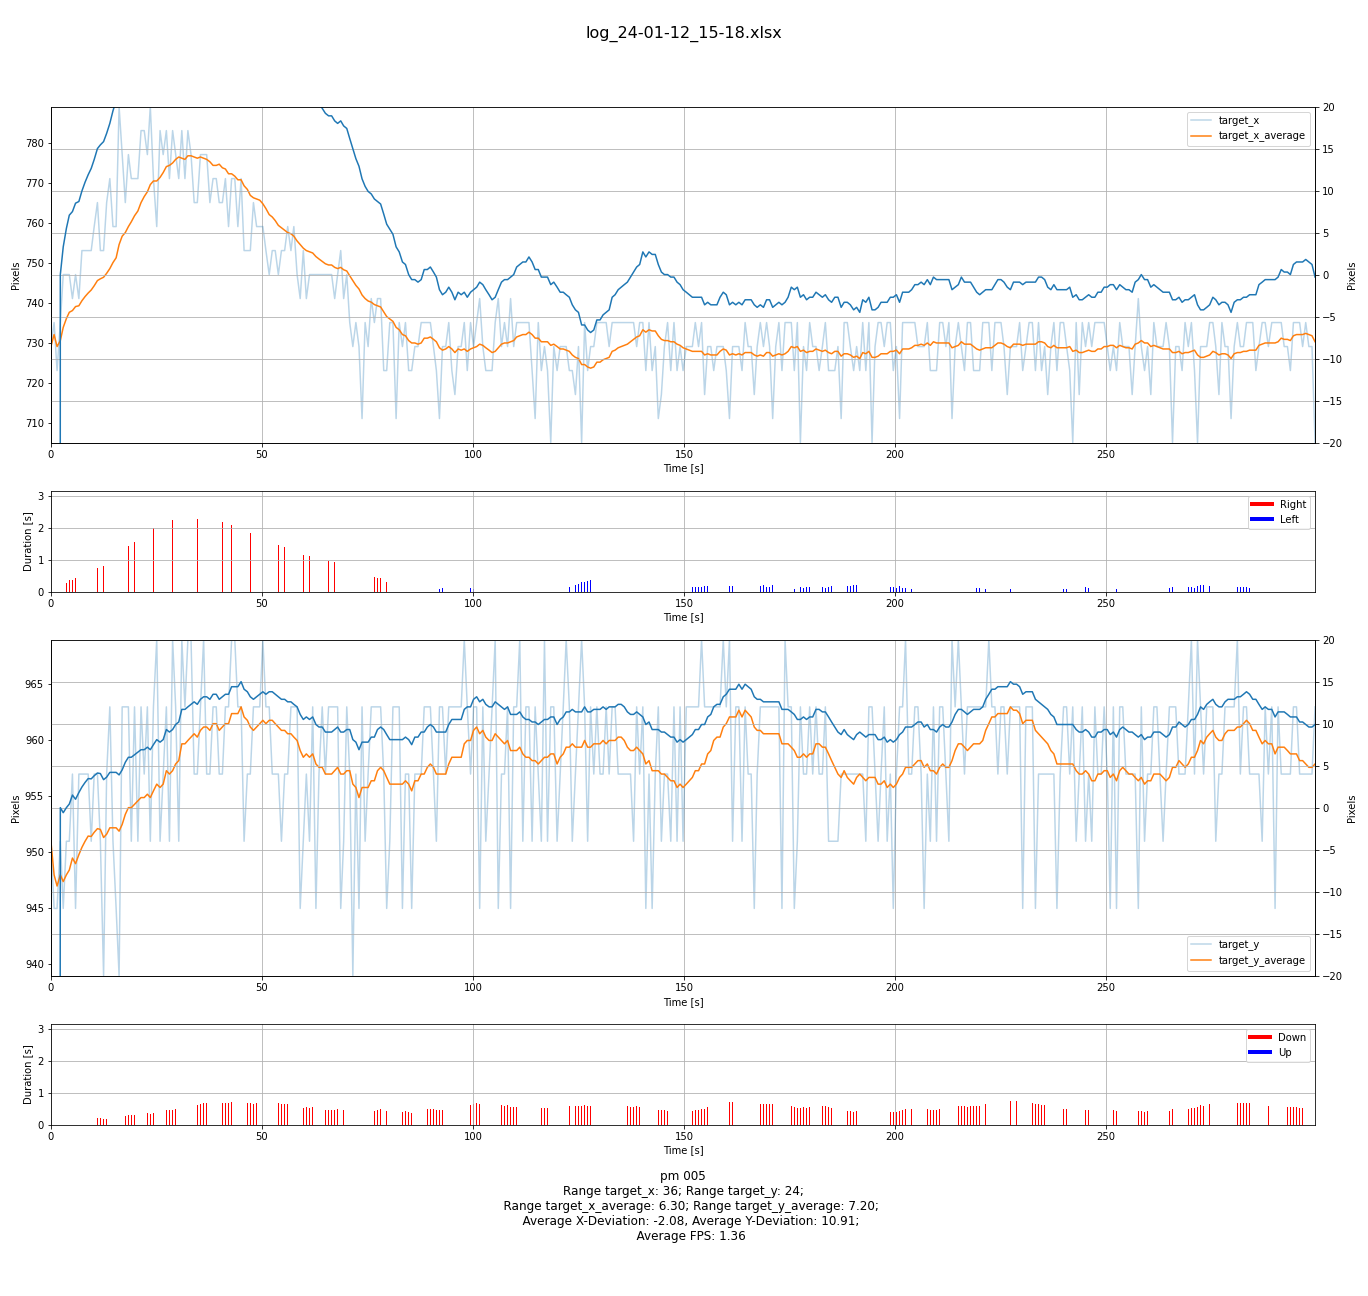 log_24-01-12_15-18.xlsx
target_x
target_x_average
Pixels
780
770
760
750
740
730
720
710
20
15
10
5
0
−5
−10
−15
−20
Pixels
0 50 100 150 200 250
Time [s]
Duration [s]
3
2
1
0
Right
Left
0 50 100 150 200 250
Time [s]
Pixels
965
960
955
950
945
940
20
15
10
5
0
−5
−10
−15
−20
Pixels
target_y
target_y_average
0 50 100 150 200 250
Time [s]
Duration [s]
3
2
1
0
Down
Up
0 50 100 150 200 250
Time [s]
pm 005
Range target_x: 36; Range target_y: 24;
Range target_x_average: 6.30; Range target_y_average: 7.20;
Average X-Deviation: -2.08, Average Y-Deviation: 10.91;
Average FPS: 1.36